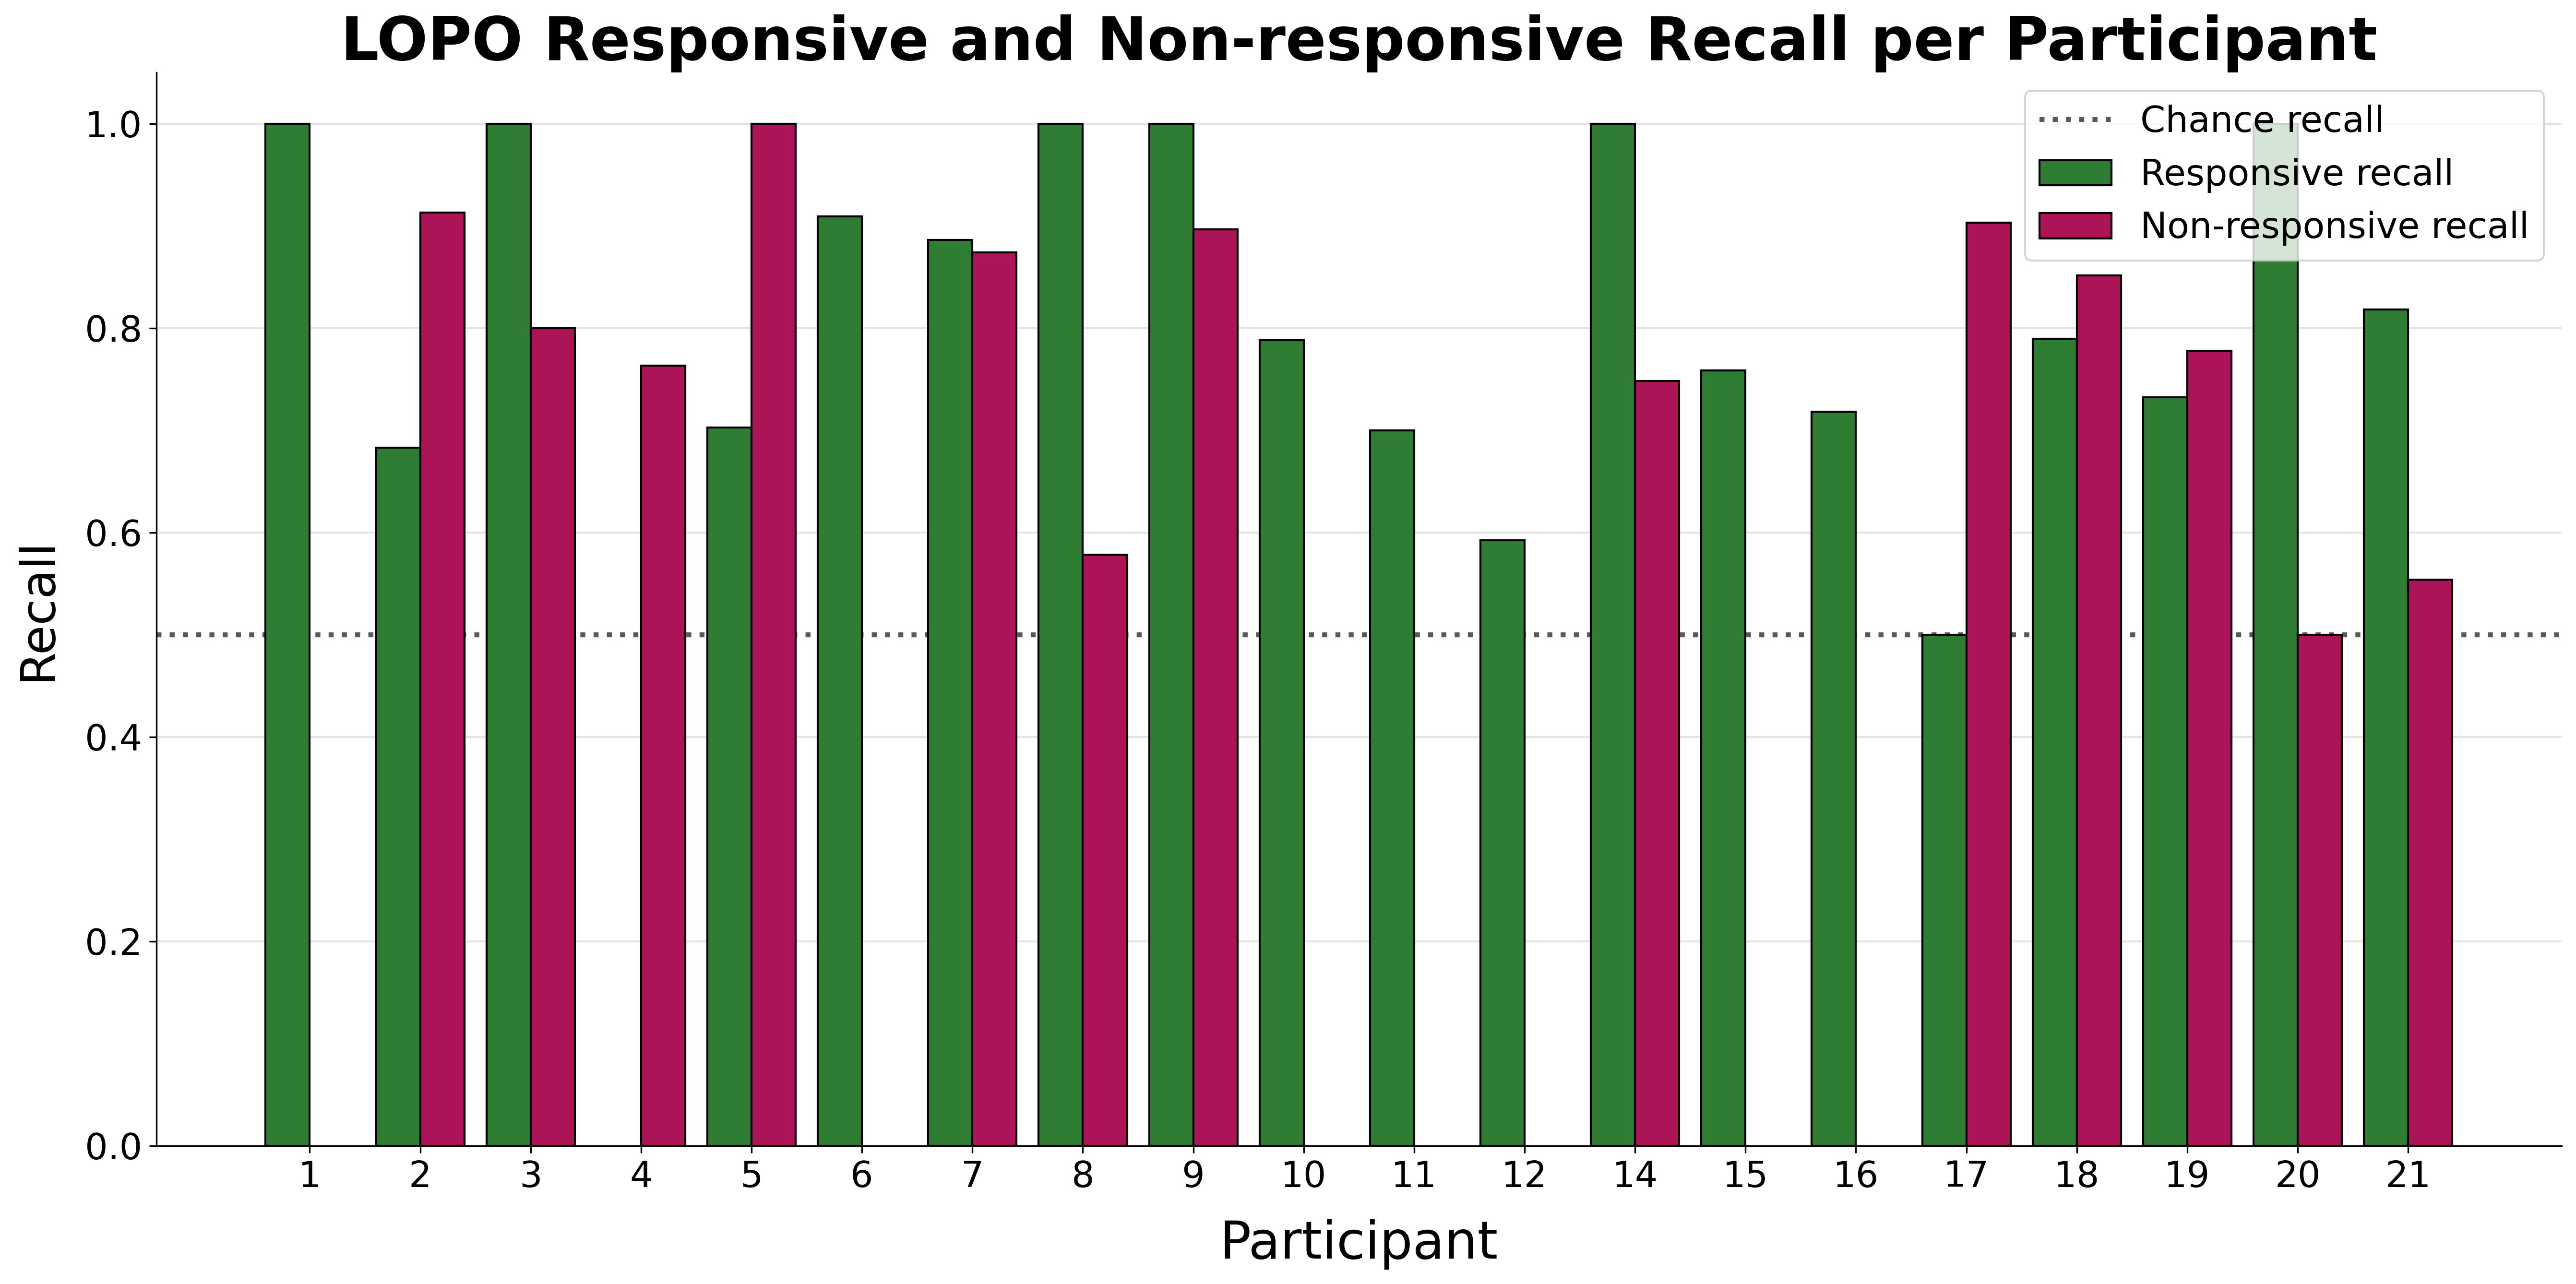 LOPO Responsive and Non-responsive Recall per Participant
Chance recall
Responsive recall
Non-responsive recall
1.0
0.8
0.6
0.4
0.2
0.0
Recall
1 2 3 4 5 6 7 8 9 10 11 12 14 15 16 17 18 19 20 21
Participant